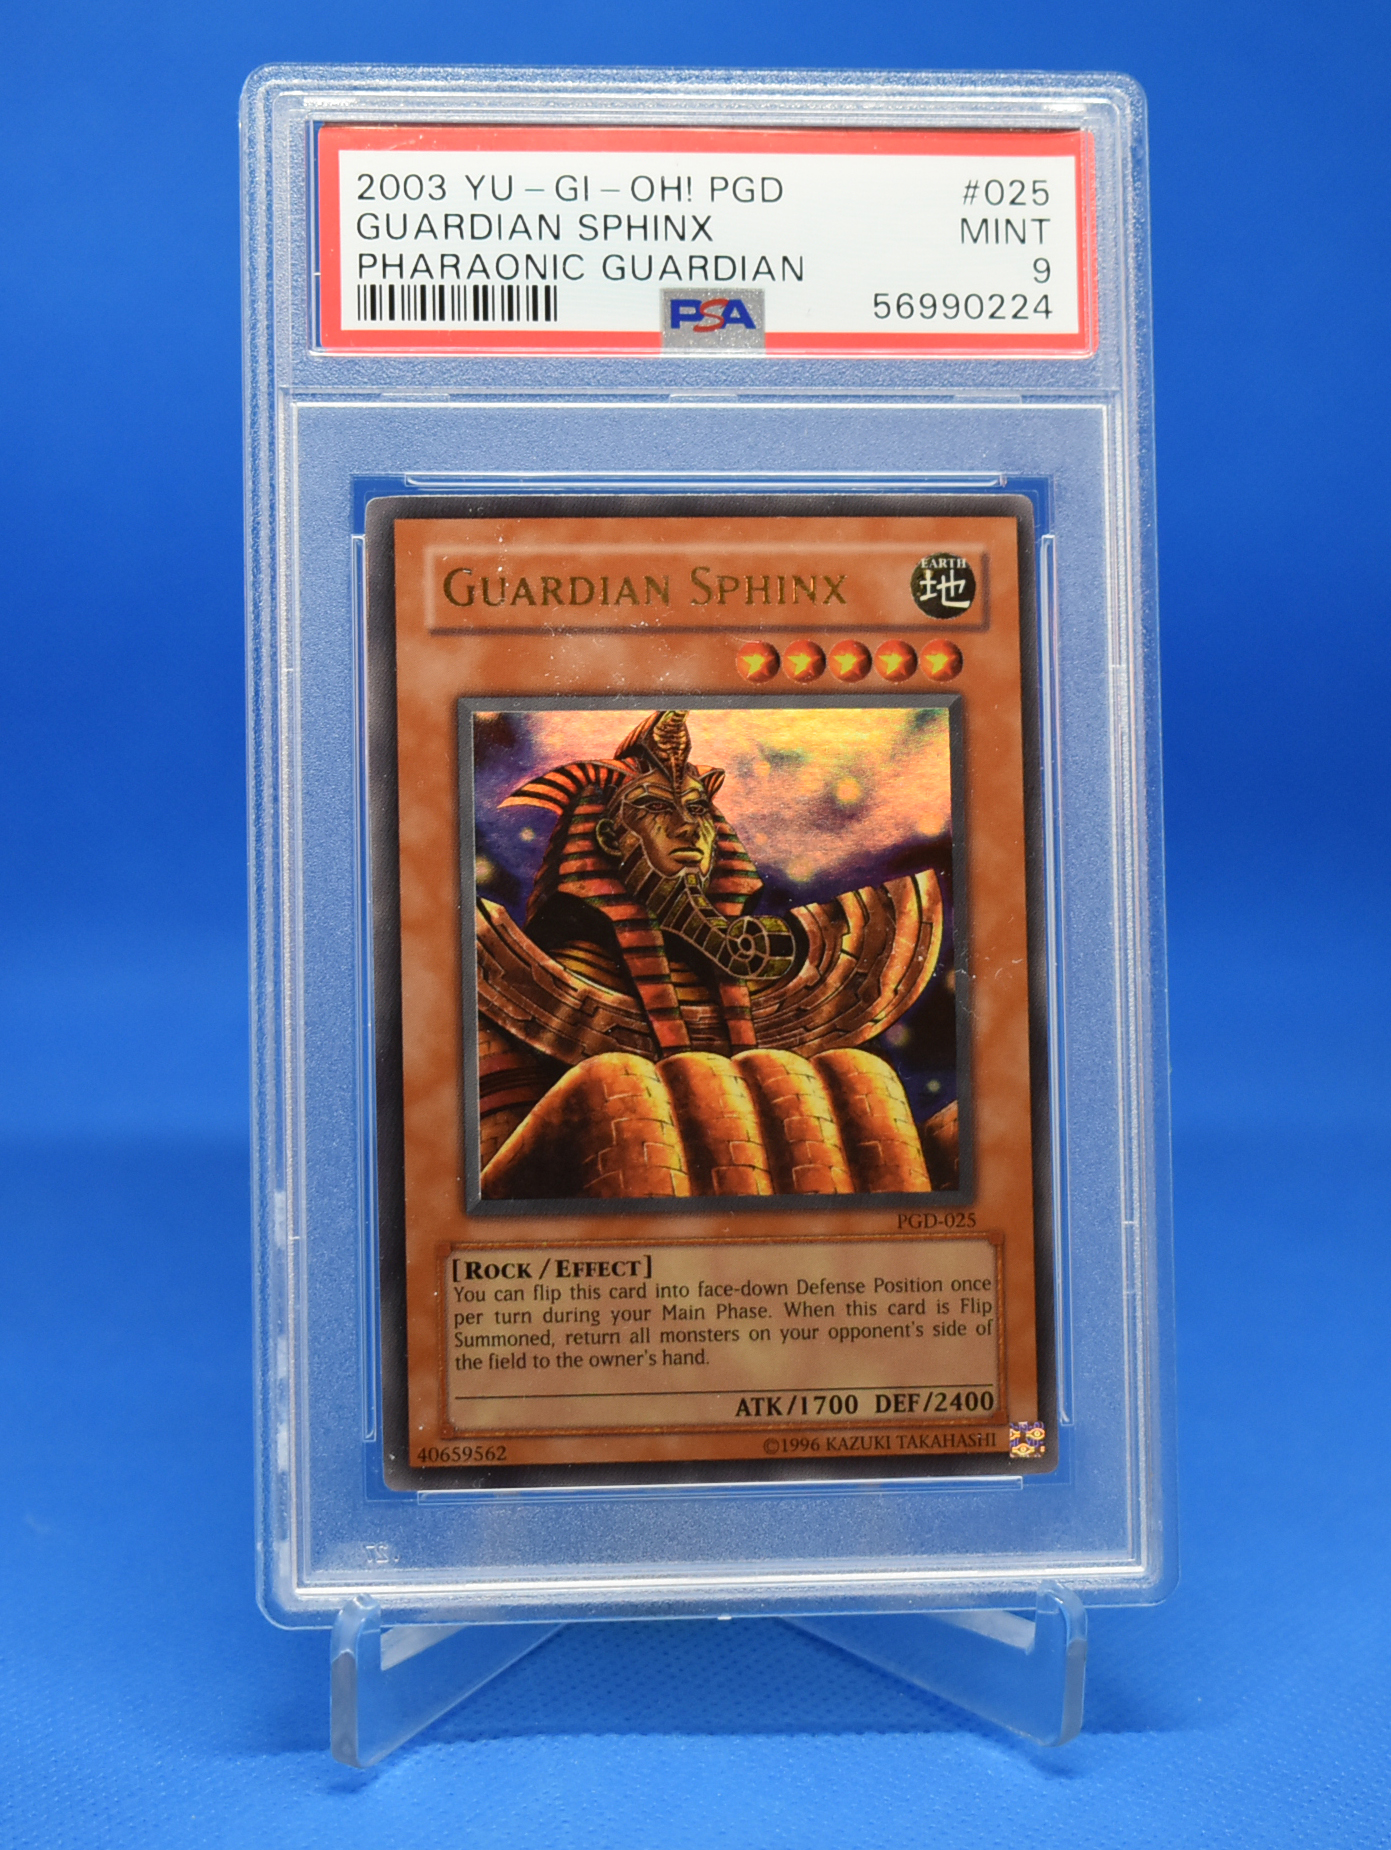 2003 YU-GI-OH! PGD #025
GUARDIAN SPHINX MINT
PHARAONIC GUARDIAN 9
PSA 56990224
GUARDIAN SPHINX
EARTH
地
PGD-025
[ROCK/EFFECT]
You can flip this card into face-down Defense Position once
per turn during your Main Phase. When this card is Flip
Summoned, return all monsters on your opponent's side of
the field to the owner's hand.
ATK/1700 DEF/2400
40659562 ©1996 KAZUKI TAKAHASHI